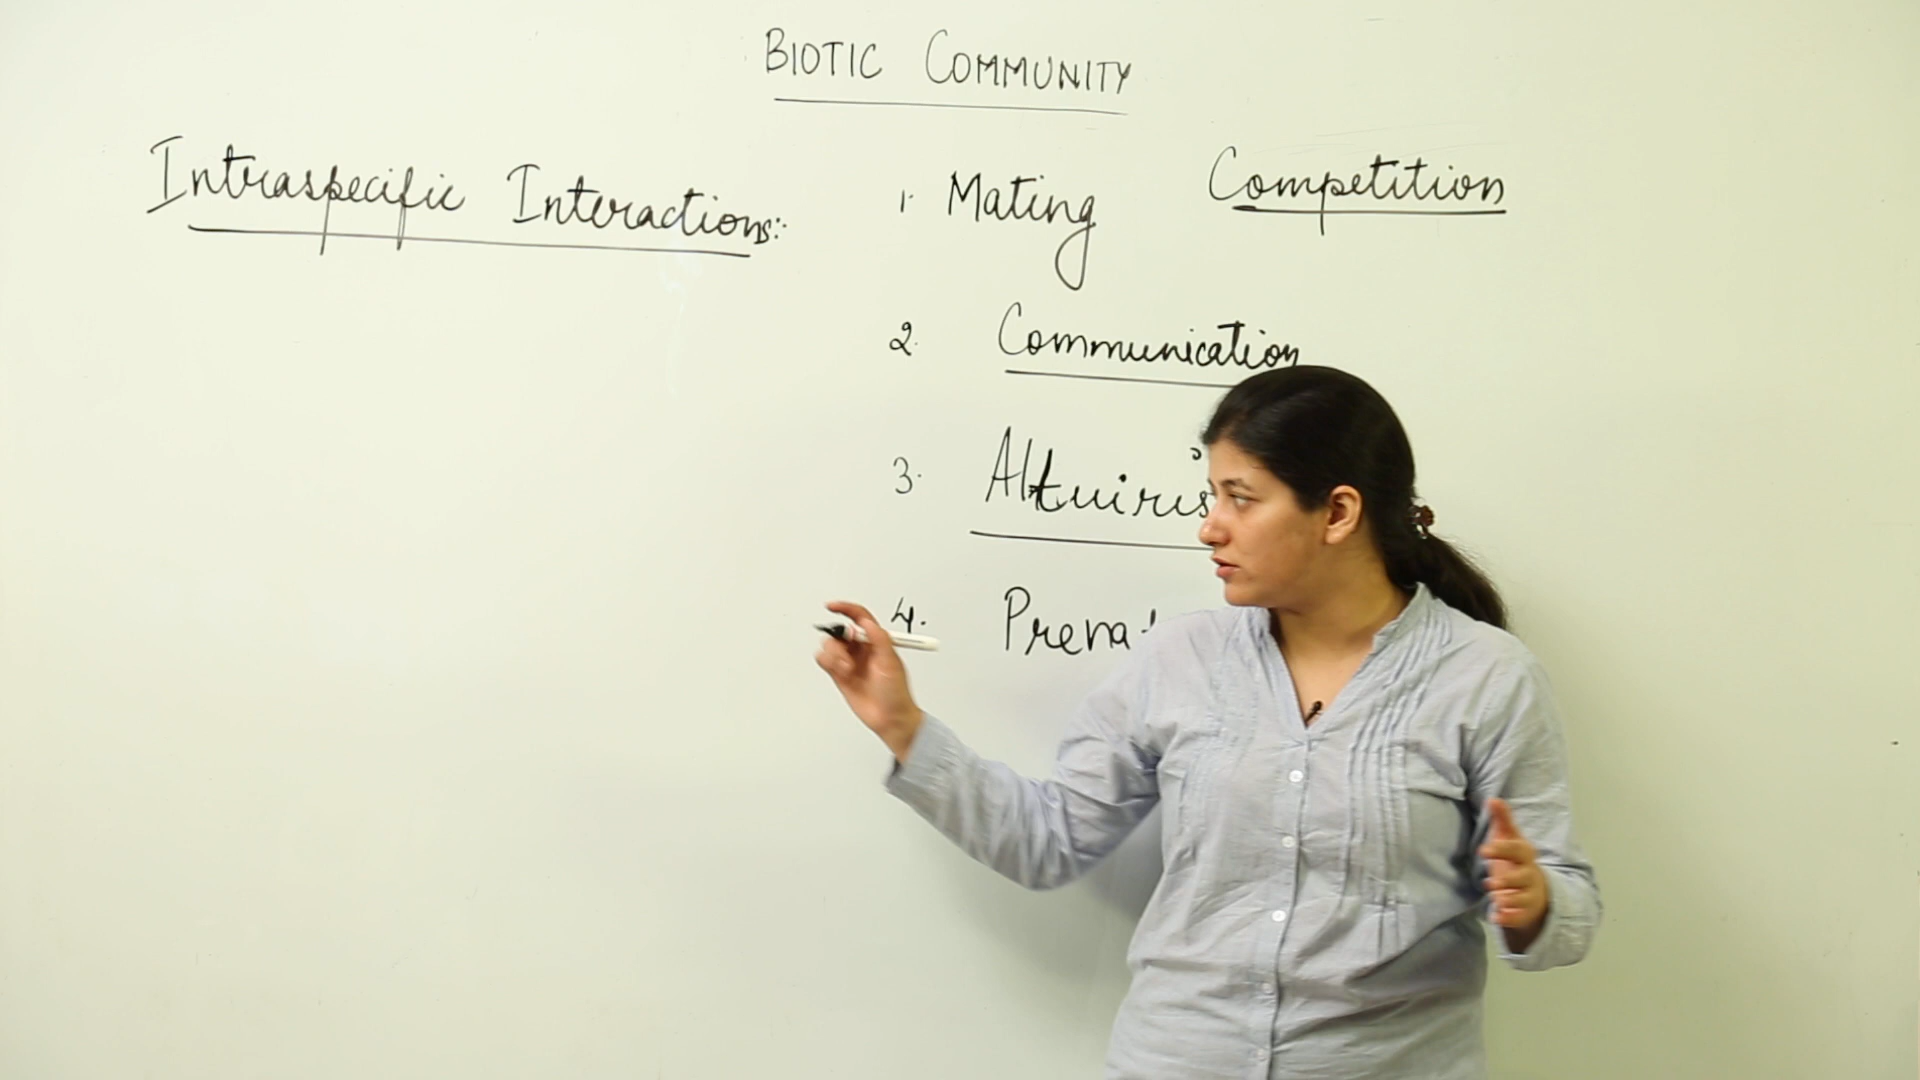 BIOTIC COMMUNITY
Intraspecific Interactions:-
1. Mating
Competition
2. Communication
3.
4.